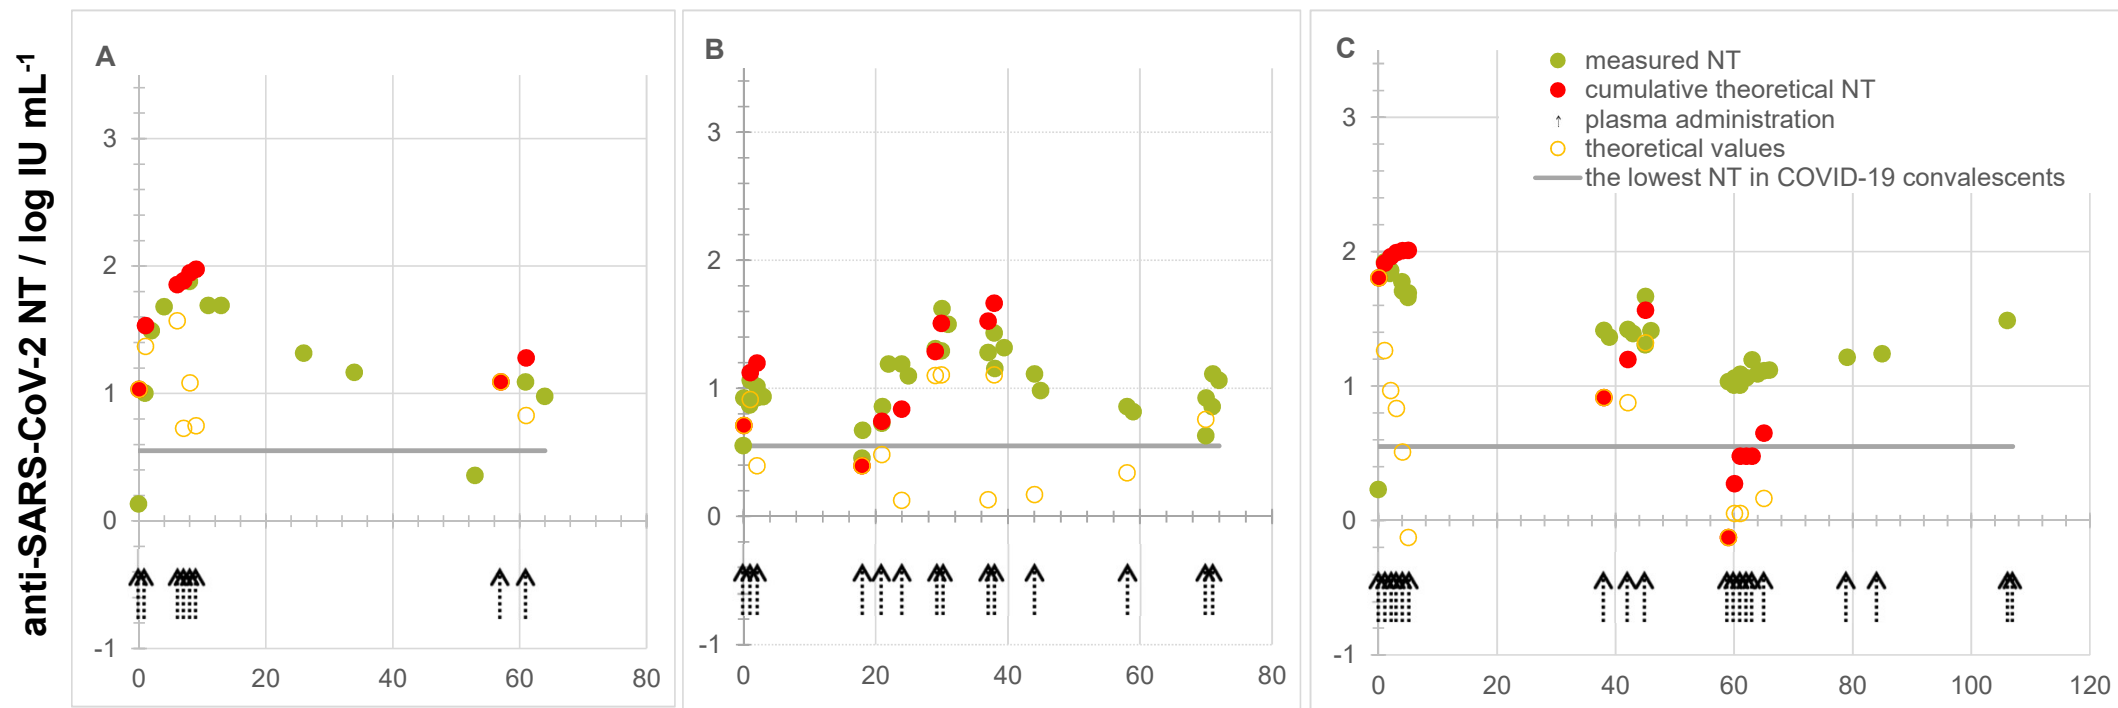 anti-SARS-CoV-2 NT / log IU mL-1
A
3
2
1
0
-1
0 20 40 60 80
B
3
2
1
0
-1
0 20 40 60 80
C
measured NT
cumulative theoretical NT
plasma administration
theoretical values
the lowest NT in COVID-19 convalescents
3
2
1
0
-1
0 20 40 60 80 100 120